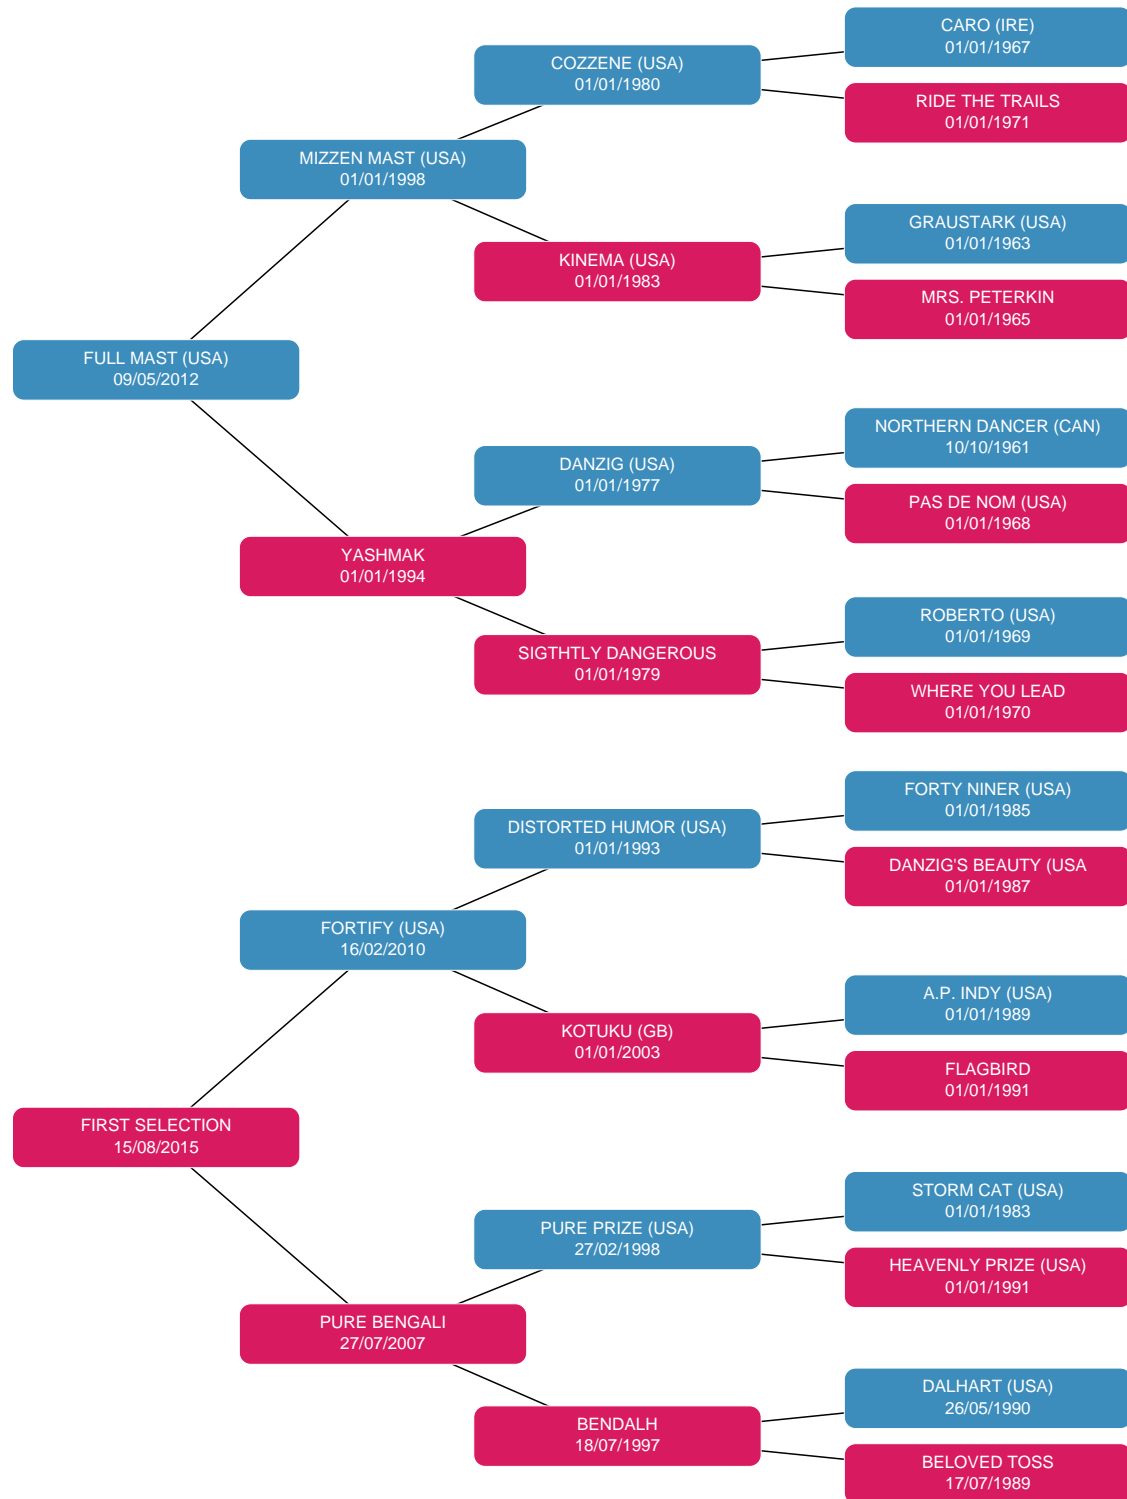 CARO (IRE)
01/01/1967
COZZENE (USA)
01/01/1980
RIDE THE TRAILS
01/01/1971
MIZZEN MAST (USA)
01/01/1998
GRAUSTARK (USA)
01/01/1963
KINEMA (USA)
01/01/1983
MRS. PETERKIN
01/01/1965
FULL MAST (USA)
09/05/2012
NORTHERN DANCER (CAN)
10/10/1961
DANZIG (USA)
01/01/1977
PAS DE NOM (USA)
01/01/1968
YASHMAK
01/01/1994
ROBERTO (USA)
01/01/1969
SIGTHTLY DANGEROUS
01/01/1979
WHERE YOU LEAD
01/01/1970
FORTY NINER (USA)
01/01/1985
DISTORTED HUMOR (USA)
01/01/1993
DANZIG'S BEAUTY (USA
01/01/1987
FORTIFY (USA)
16/02/2010
A.P. INDY (USA)
01/01/1989
KOTUKU (GB)
01/01/2003
FLAGBIRD
01/01/1991
FIRST SELECTION
15/08/2015
STORM CAT (USA)
01/01/1983
PURE PRIZE (USA)
27/02/1998
HEAVENLY PRIZE (USA)
01/01/1991
PURE BENGALI
27/07/2007
DALHART (USA)
26/05/1990
BENDALH
18/07/1997
BELOVED TOSS
17/07/1989